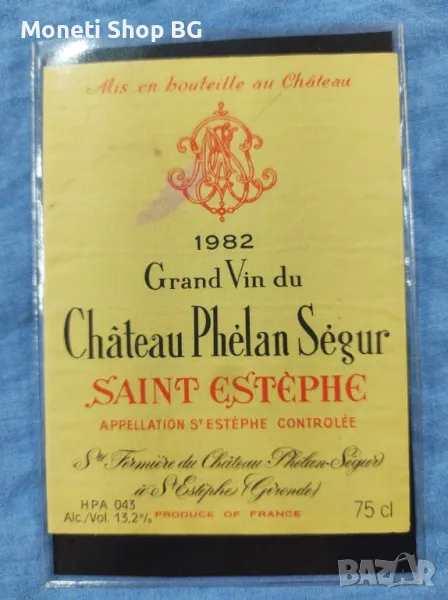 Moneti Shop BG
Mis en bouteille au Château
1982
Grand Vin du
Château Phélan Ségur
SAINT ESTÈPHE
APPELLATION ST ESTÈPHE CONTROLÉE
Sté Fermière du Château Phélan-Ségur
à St Estèphe (Gironde)
HPA 043
Alc./Vol. 13,2% PRODUCE OF FRANCE 75 cl
BAZAR